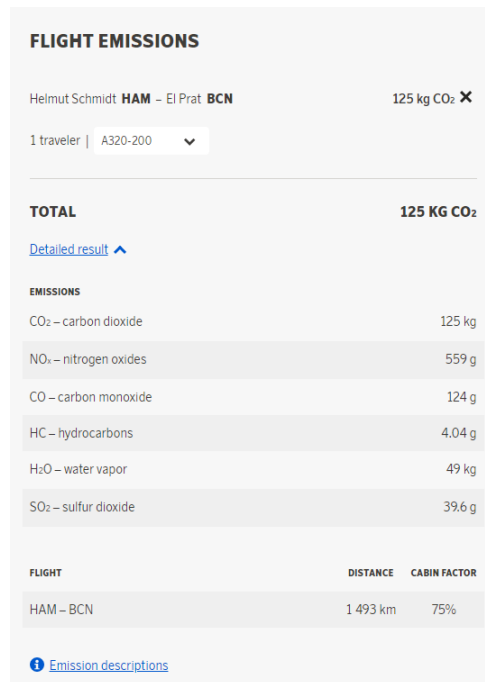 FLIGHT EMISSIONS
Helmut Schmidt HAM – El Prat BCN 125 kg CO₂ ✕
1 traveler | A320-200
TOTAL 125 KG CO₂
Detailed result
EMISSIONS
CO₂ – carbon dioxide 125 kg
NOₓ – nitrogen oxides 559 g
CO – carbon monoxide 124 g
HC – hydrocarbons 4.04 g
H₂O – water vapor 49 kg
SO₂ – sulfur dioxide 39.6 g
FLIGHT DISTANCE CABIN FACTOR
HAM – BCN 1 493 km 75%
Emission descriptions